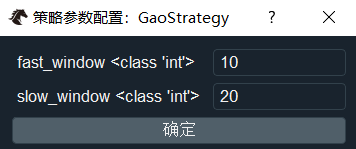 策略参数配置：GaoStrategy
fast_window <class 'int'> 10
slow_window <class 'int'> 20
确定